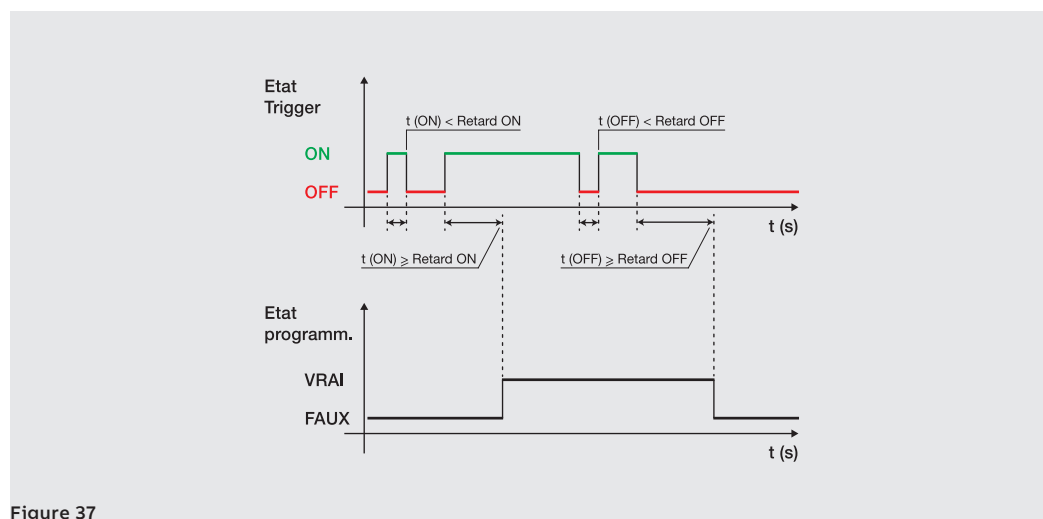 Etat
Trigger
t (ON) < Retard ON
t (OFF) < Retard OFF
ON
OFF
t (s)
t (ON) ⩾ Retard ON
t (OFF) ⩾ Retard OFF
Etat
programm.
VRAI
FAUX
t (s)
Figure 37